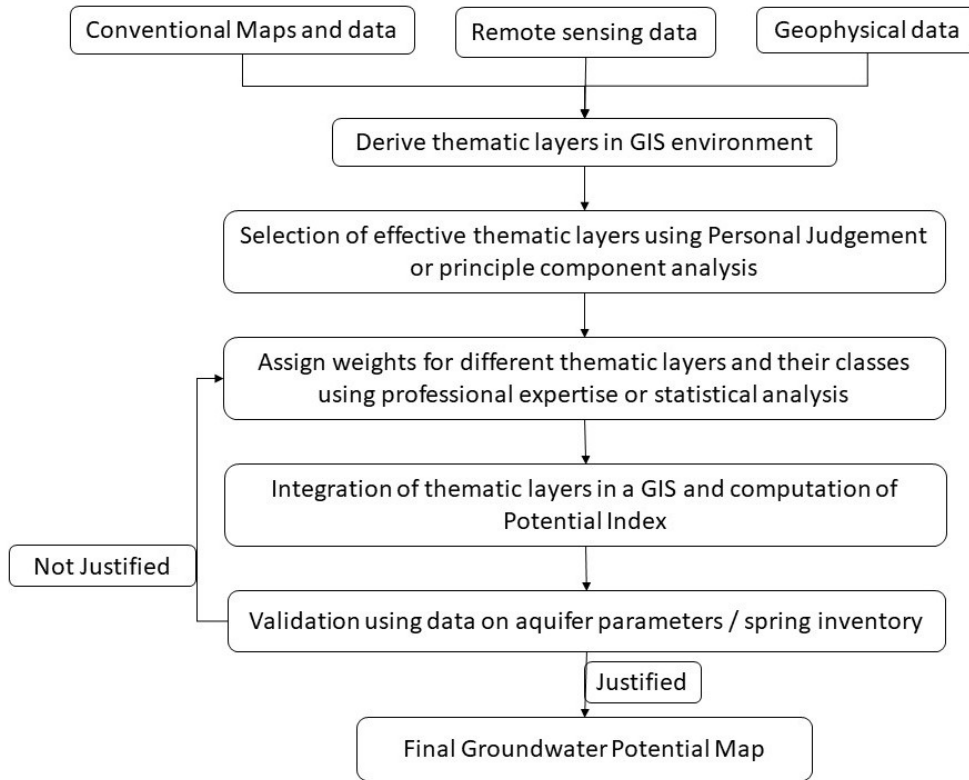 Conventional Maps and data
Remote sensing data
Geophysical data
Derive thematic layers in GIS environment
Selection of effective thematic layers using Personal Judgement
or principle component analysis
Assign weights for different thematic layers and their classes
using professional expertise or statistical analysis
Integration of thematic layers in a GIS and computation of
Potential Index
Not Justified
Validation using data on aquifer parameters / spring inventory
Justified
Final Groundwater Potential Map